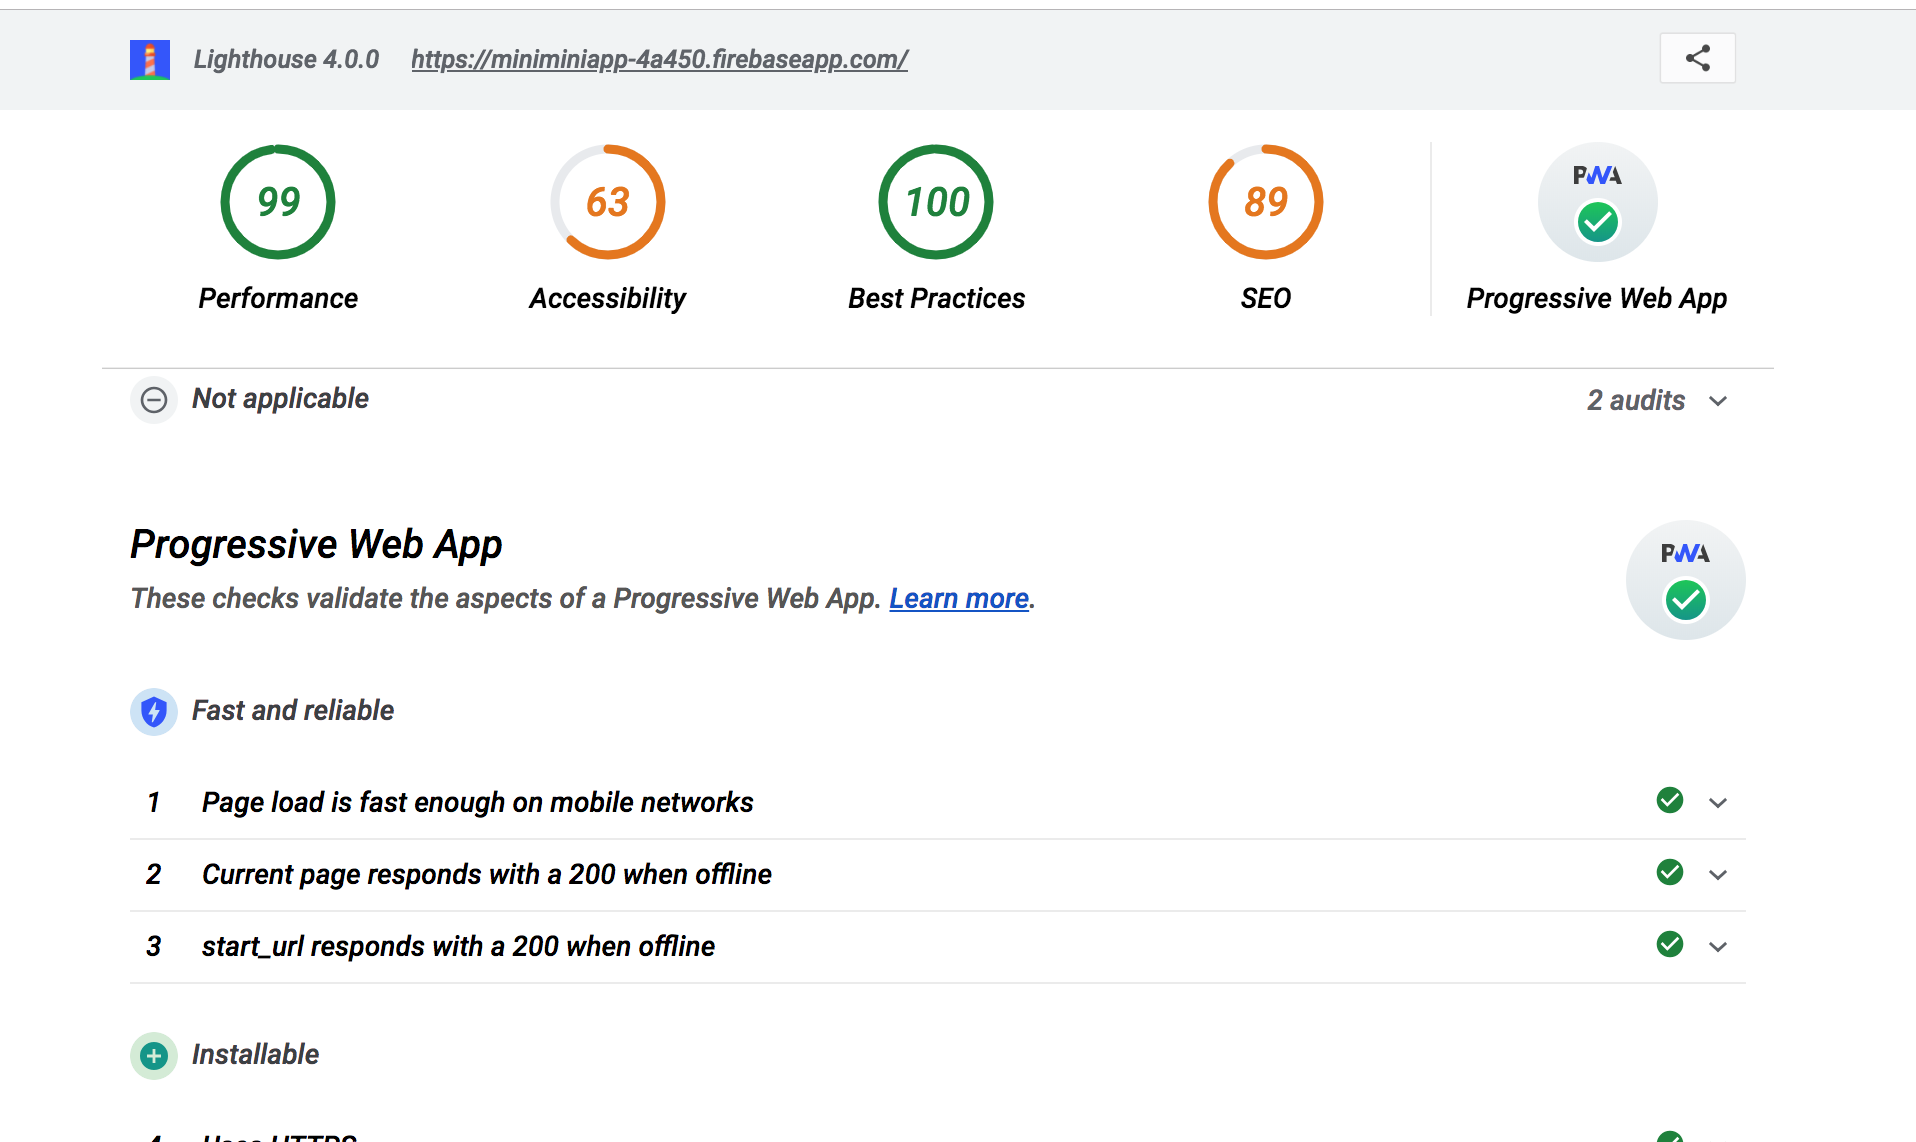 Lighthouse 4.0.0 https://miniminiapp-4a450.firebaseapp.com/
99 63 100 89 PWA
Performance Accessibility Best Practices SEO Progressive Web App
Not applicable 2 audits
Progressive Web App PWA
These checks validate the aspects of a Progressive Web App. Learn more.
Fast and reliable
1 Page load is fast enough on mobile networks
2 Current page responds with a 200 when offline
3 start_url responds with a 200 when offline
Installable
4 Uses HTTPS